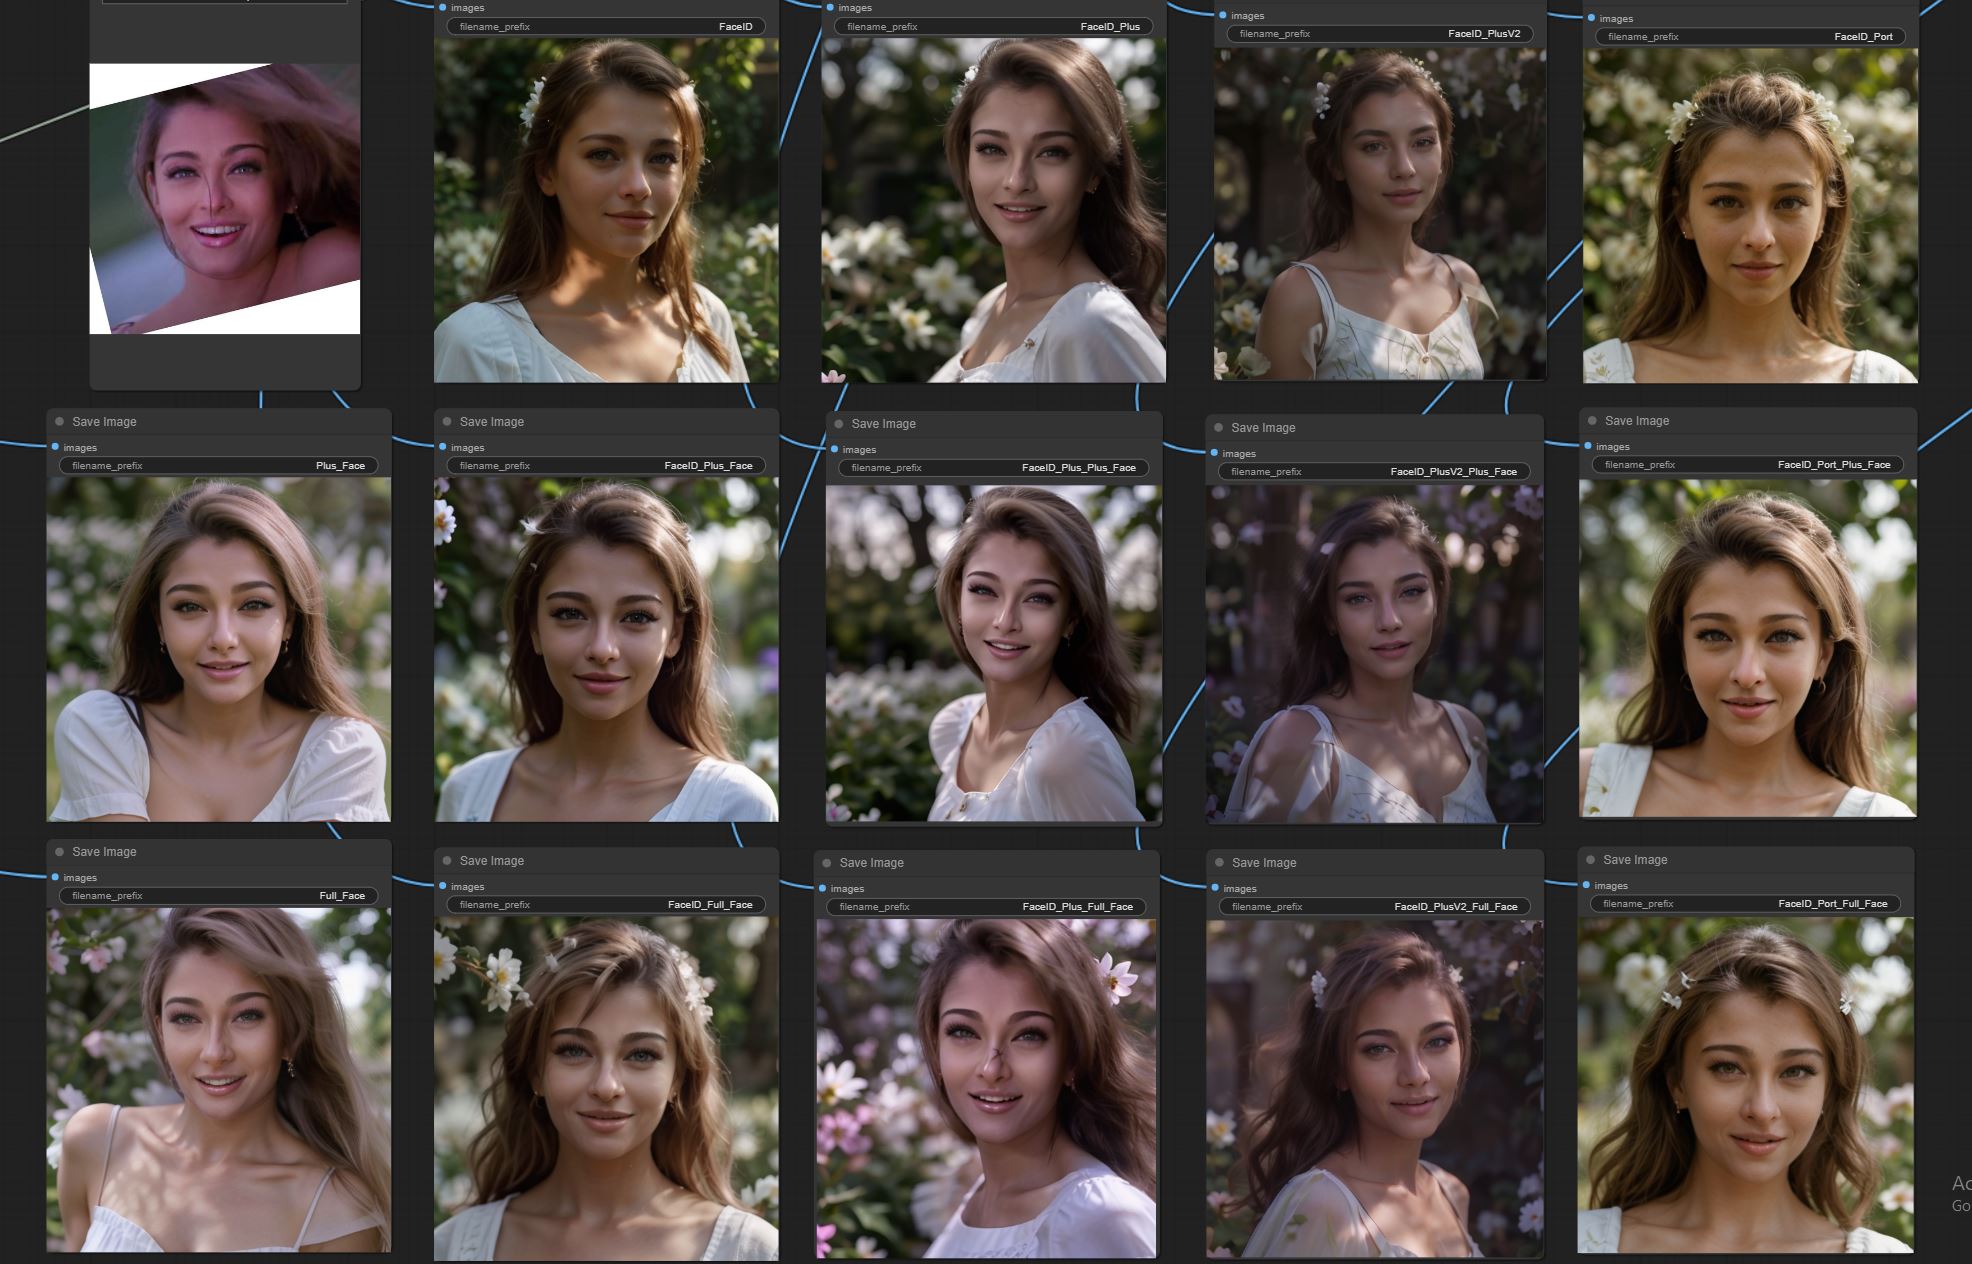 images
filename_prefix FaceID
images
filename_prefix FaceID_Plus
images
filename_prefix FaceID_PlusV2
images
filename_prefix FaceID_Port
Save Image
images
filename_prefix Plus_Face
Save Image
images
filename_prefix FaceID_Plus_Face
Save Image
images
filename_prefix FaceID_Plus_Plus_Face
Save Image
images
filename_prefix FaceID_PlusV2_Plus_Face
Save Image
images
filename_prefix FaceID_Port_Plus_Face
Save Image
images
filename_prefix Full_Face
Save Image
images
filename_prefix FaceID_Full_Face
Save Image
images
filename_prefix FaceID_Plus_Full_Face
Save Image
images
filename_prefix FaceID_PlusV2_Full_Face
Save Image
images
filename_prefix FaceID_Port_Full_Face
Ac
Go